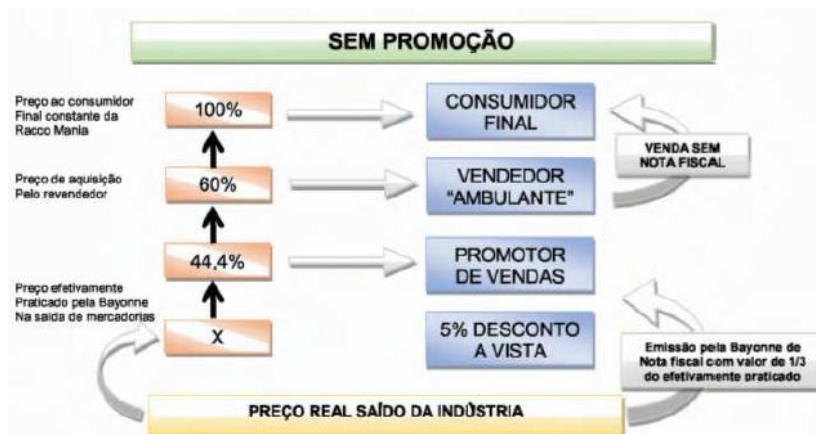 SEM PROMOÇÃO
Preço ao consumidor
Final constante da
Racco Mania
100%
CONSUMIDOR
FINAL
VENDA SEM
NOTA FISCAL
Preço de aquisição
Pelo revendedor
60%
VENDEDOR
"AMBULANTE"
44,4%
PROMOTOR
DE VENDAS
Preço efetivamente
Praticado pela Bayonne
Na saída de mercadorias
X
5% DESCONTO
A VISTA
Emissão pela Bayonne de
Nota fiscal com valor de 1/3
do efetivamente praticado
PREÇO REAL SAÍDO DA INDÚSTRIA